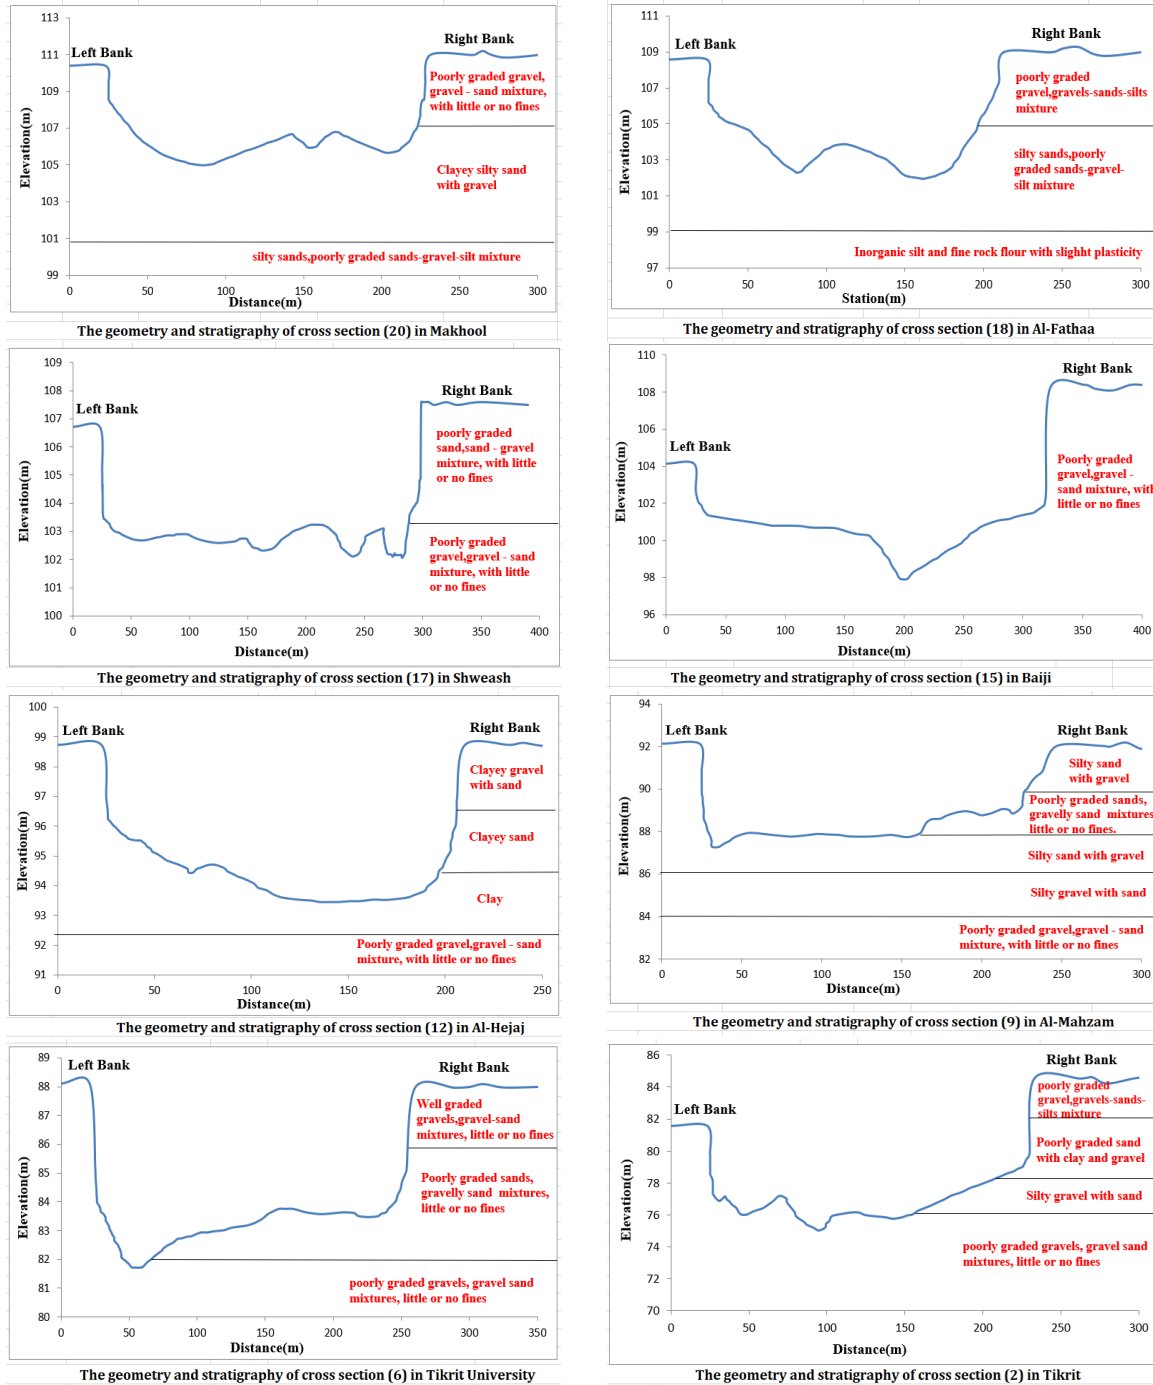 113
111
109
107
105
103
101
99
Elevation(m)
Left Bank
Right Bank
Poorly graded gravel,
gravel - sand mixture,
with little or no fines
Clayey silty sand
with gravel
silty sands,poorly graded sands-gravel-silt mixture
0 50 100 150 200 250 300
Distance(m)
The geometry and stratigraphy of cross section (20) in Makhool
111
109
107
105
103
101
99
97
Elevation(m)
Left Bank
Right Bank
poorly graded
gravel,gravels-sands-silts
mixture
silty sands,poorly
graded sands-gravel-
silt mixture
Inorganic silt and fine rock flour with slighht plasticity
0 50 100 150 200 250 300
Station(m)
The geometry and stratigraphy of cross section (18) in Al-Fathaa
109
108
107
106
105
104
103
102
101
100
Elevation(m)
Left Bank
Right Bank
poorly graded
sand,sand - gravel
mixture, with little
or no fines
Poorly graded
gravel,gravel - sand
mixture, with little
or no fines
0 50 100 150 200 250 300 350 400
Distance(m)
The geometry and stratigraphy of cross section (17) in Shweash
110
108
106
104
102
100
98
96
Elevation(m)
Left Bank
Right Bank
Poorly graded
gravel,gravel -
sand mixture, with
little or no fines
0 50 100 150 200 250 300 350 400
Distance(m)
The geometry and stratigraphy of cross section (15) in Baiji
100
99
98
97
96
95
94
93
92
91
Elevation(m)
Left Bank
Right Bank
Clayey gravel
with sand
Clayey sand
Clay
Poorly graded gravel,gravel - sand
mixture, with little or no fines
0 50 100 150 200 250
Distance(m)
The geometry and stratigraphy of cross section (12) in Al-Hejaj
94
92
90
88
86
84
82
Elevation(m)
Left Bank
Right Bank
Silty sand
with gravel
Poorly graded sands,
gravelly sand mixtures,
little or no fines.
Silty sand with gravel
Silty gravel with sand
Poorly graded gravel,gravel - sand
mixture, with little or no fines
0 50 100 150 200 250 300
Distance(m)
The geometry and stratigraphy of cross section (9) in Al-Mahzam
89
88
87
86
85
84
83
82
80
Elevation(m)
Left Bank
Right Bank
Well graded
gravels,gravel-sand
mixtures, little or no fines
Poorly graded sands,
gravelly sand mixtures,
little or no fines
poorly graded gravels, gravel sand
mixtures, little or no fines
0 50 100 150 200 250 300 350
Distance(m)
The geometry and stratigraphy of cross section (6) in Tikrit University
86
84
82
80
78
76
74
72
70
Elevation(m)
Left Bank
Right Bank
poorly graded
gravel,gravels-sands-
silts mixture
Poorly graded sand
with clay and gravel
Silty gravel with sand
poorly graded gravels, gravel sand
mixtures, little or no fines
0 50 100 150 200 250 300
Distance(m)
The geometry and stratigraphy of cross section (2) in Tikrit